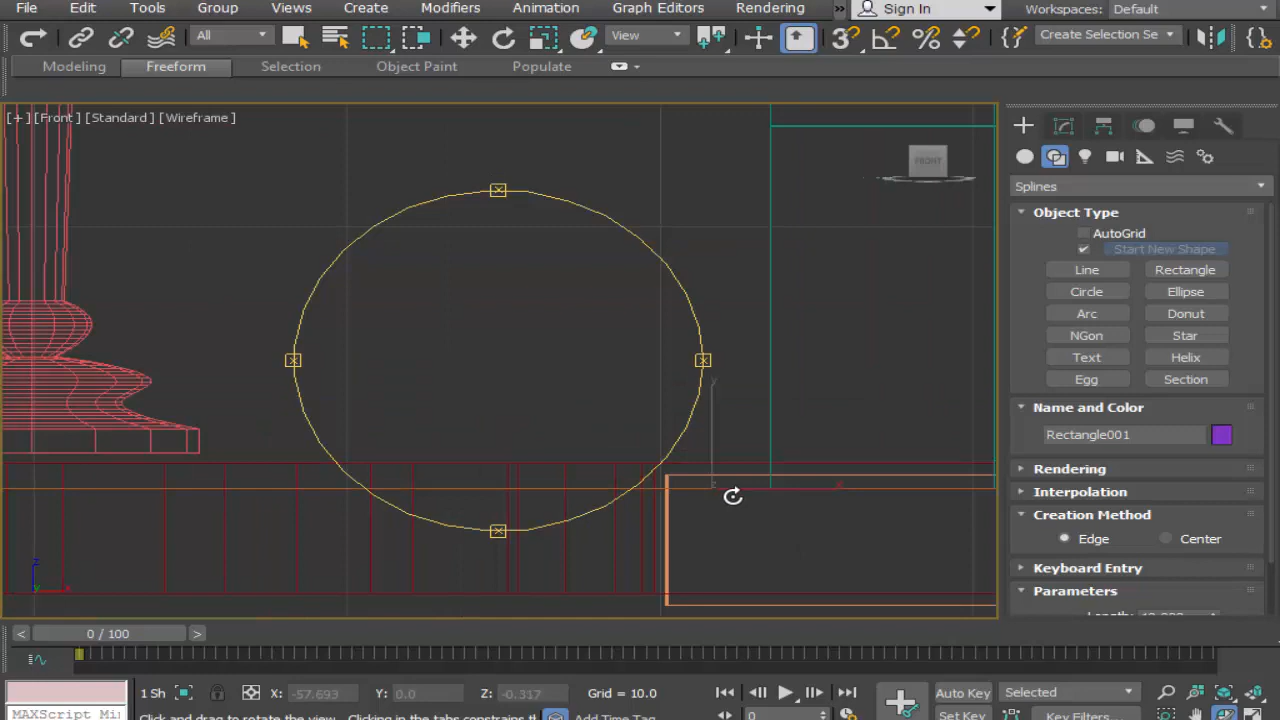 File Edit Tools Group Views Create Modifiers Animation Graph Editors Rendering » Sign In Workspaces: Default
All View 3 Create Selection Se
Modeling Freeform Selection Object Paint Populate
[+] [Front] [Standard] [Wireframe]
FRONT
Splines
Object Type
AutoGrid
Start New Shape
Line Rectangle
Circle Ellipse
Arc Donut
NGon Star
Text Helix
Egg Section
Name and Color
Rectangle001
Rendering
Interpolation
Creation Method
Edge Center
Keyboard Entry
Parameters
z
x
y
x
< 0 / 100 >
1 Sh X: -57.693 Y: 0.0 Z: -0.317 Grid = 10.0 Auto Key Selected
MAXScript Mi Click and drag to rotate the view. Clicking in the tabs constrains th Add Time Tag 0 Set Key Key Filters...